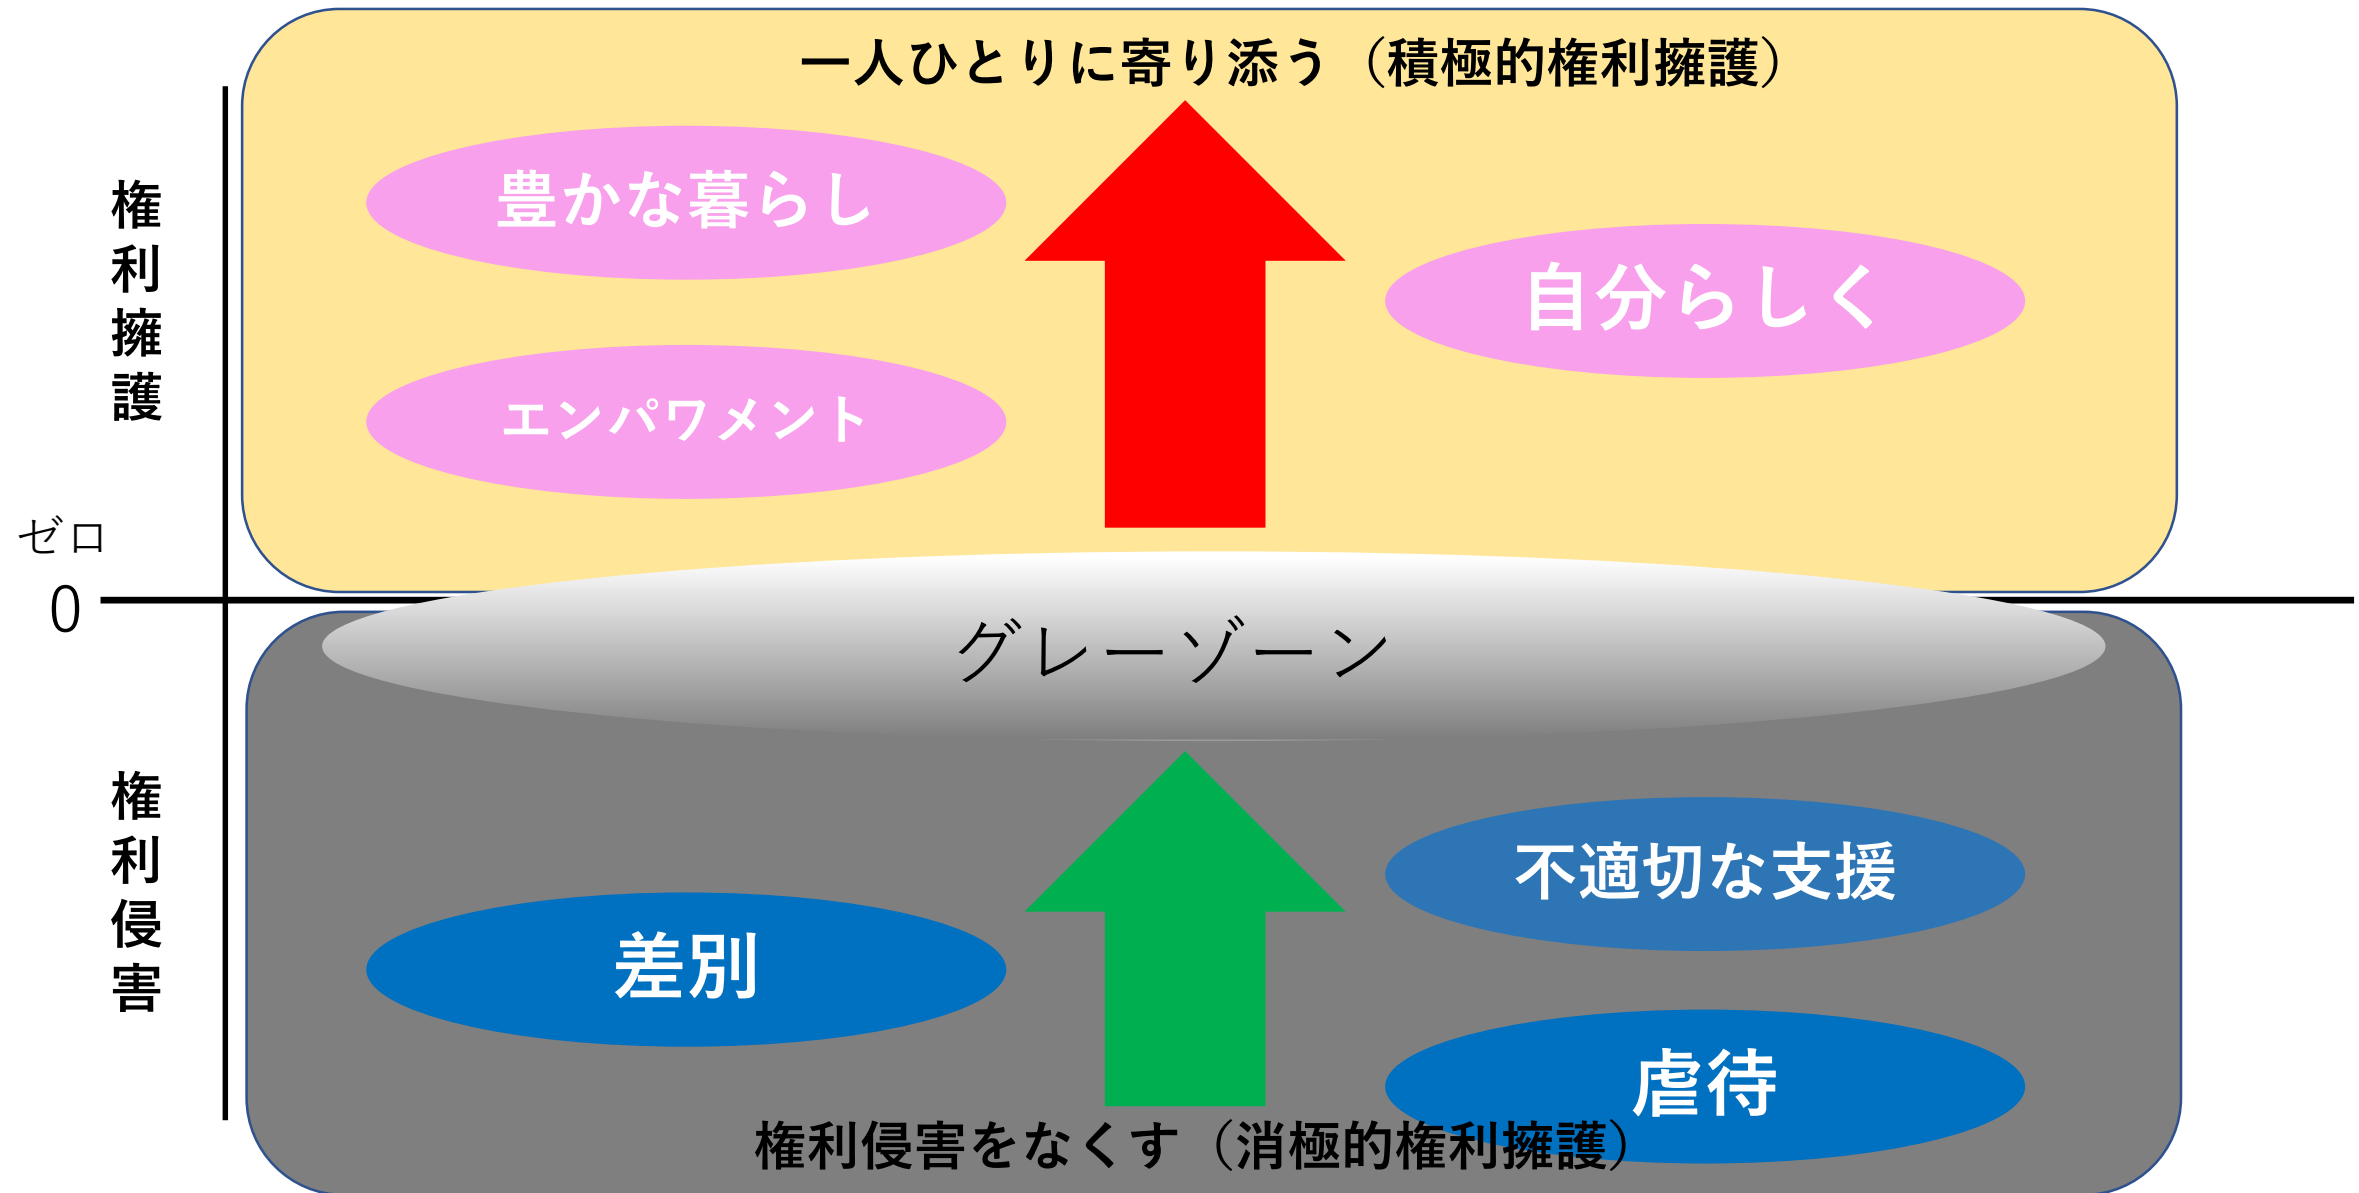 一人ひとりに寄り添う（積極的権利擁護）
権利擁護
豊かな暮らし
自分らしく
エンパワメント
ゼロ
0
グレーゾーン
権利侵害
不適切な支援
差別
虐待
権利侵害をなくす（消極的権利擁護）